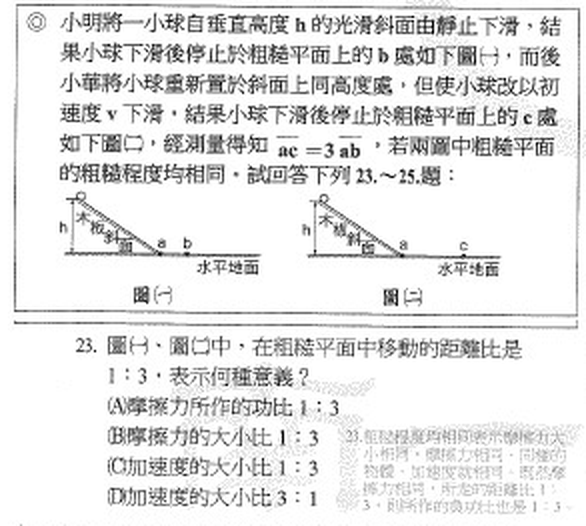 ◎ 小明將一小球自垂直高度 h 的光滑斜面由靜止下滑,結
果小球下滑後停止於粗糙平面上的 b 處如下圖㈠,而後
小華將小球重新置於斜面上同高度處,但使小球改以初
速度 v 下滑,結果小球下滑後停止於粗糙平面上的 c 處
如下圖㈡,經測量得知 ac =3 ab ,若兩圖中粗糙平面
的粗糙程度均相同。試回答下列 23.~25.題:
h
木板斜面
a
b
水平地面
圖㈠
h
木板斜面
a
c
水平地面
圖㈡
23. 圖㈠、圖㈡中,在粗糙平面中移動的距離比是
1:3,表示何種意義?
(A)摩擦力所作的功比 1:3
(B)摩擦力的大小比 1:3
(C)加速度的大小比 1:3
(D)加速度的大小比 3:1
23.粗糙程度均相同表示摩擦力大
小相同,摩擦力相同,同樣的
物體,加速度就相同。既然摩
擦力相同,所走的距離比 1:
3,則所作的負功比也是 1:3。